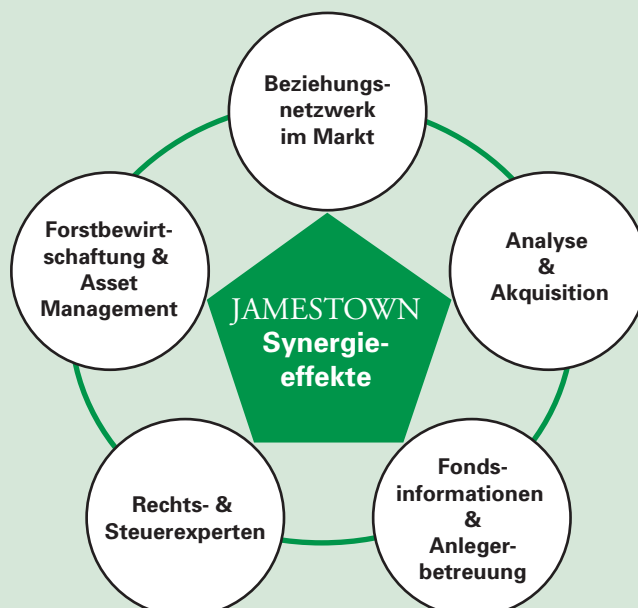 Beziehungs-
netzwerk
im Markt
Analyse
&
Akquisition
Fonds-
informationen
&
Anleger-
betreuung
Rechts- &
Steuerexperten
Forstbewirt-
schaftung &
Asset
Management
JAMESTOWN
Synergie-
effekte